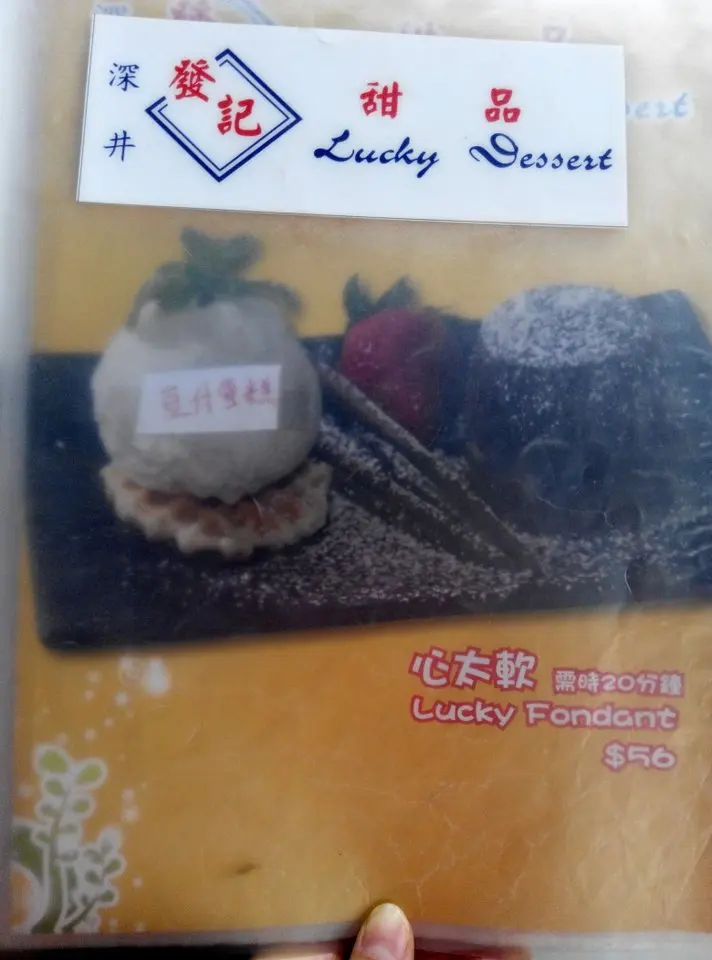 深井
發記
甜品
Lucky Dessert
心太軟 需時20分鐘
Lucky Fondant
$56